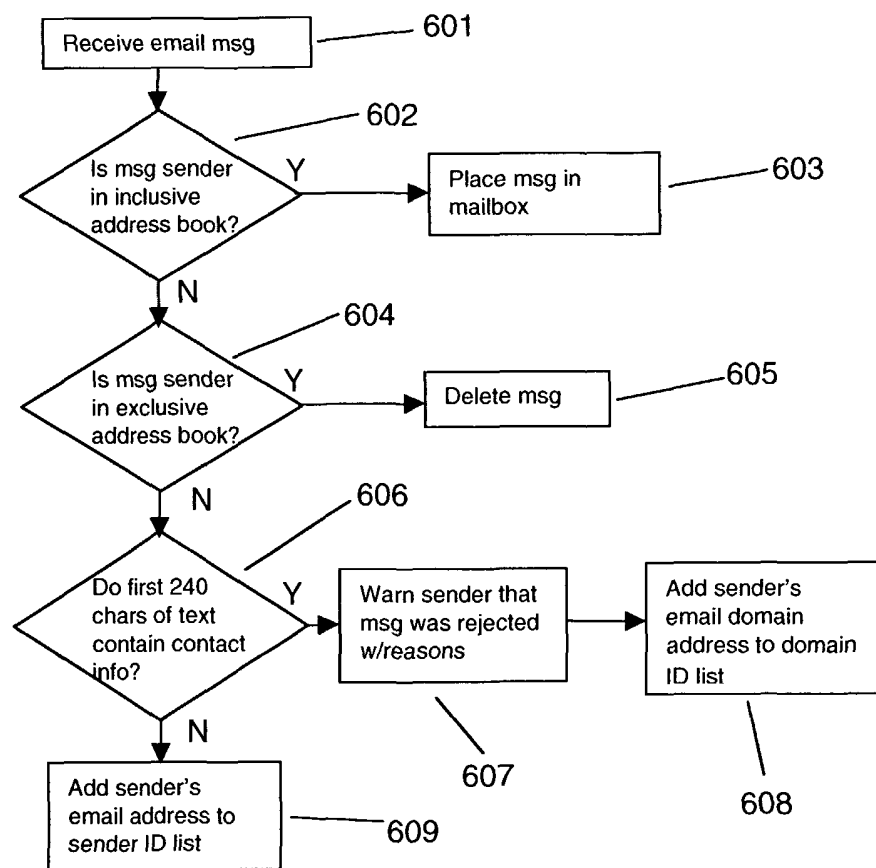 Receive email msg
601
602
Is msg sender
in inclusive
address book?
Y
Place msg in
mailbox
603
N
604
Is msg sender
in exclusive
address book?
Y
Delete msg
605
N
606
Do first 240
chars of text
contain contact
info?
Y
Warn sender that
msg was rejected
w/reasons
Add sender's
email domain
address to domain
ID list
N
607
608
Add sender's
email address to
sender ID list
609